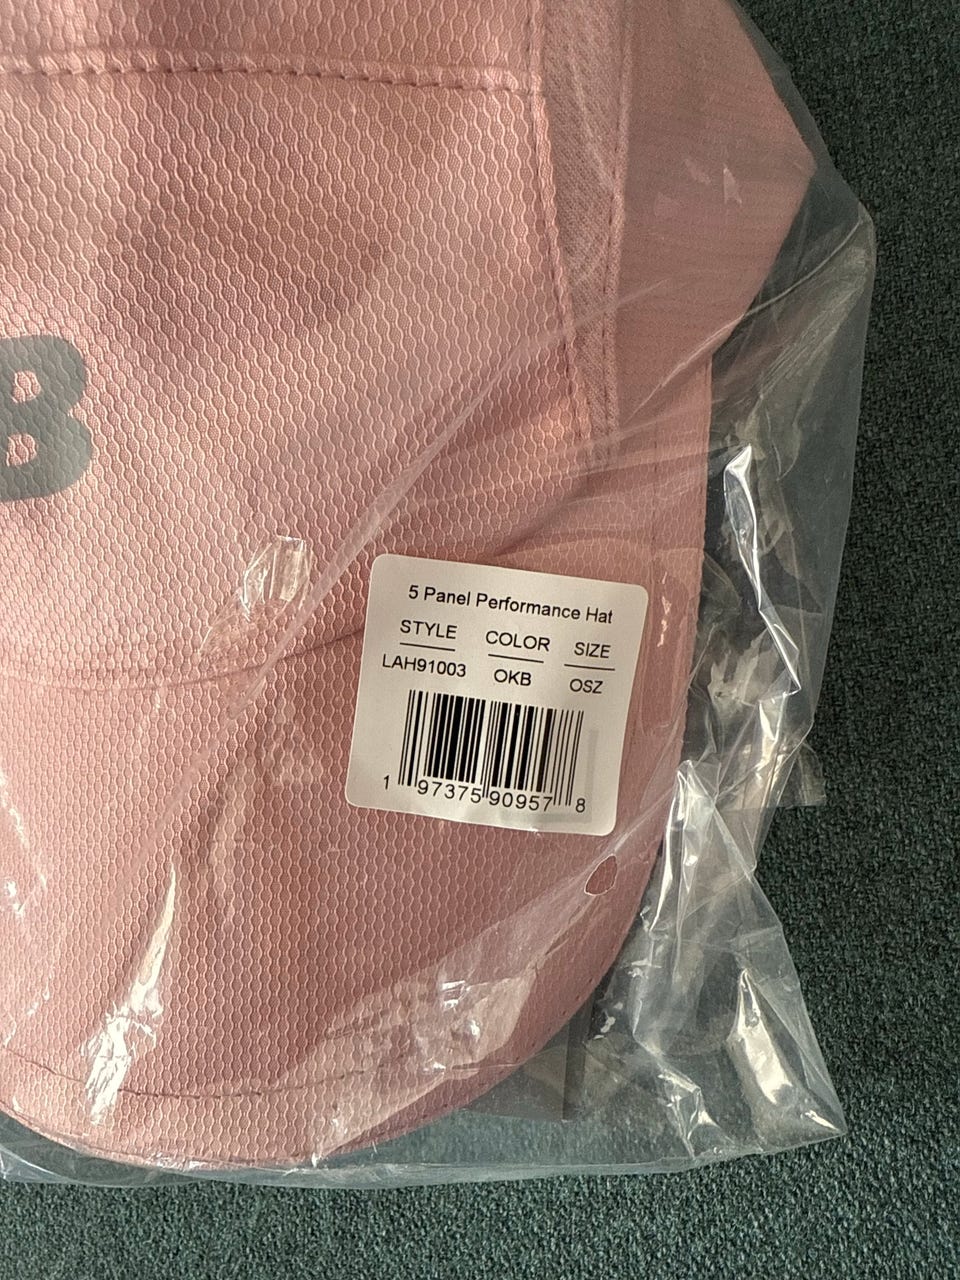 B
5 Panel Performance Hat
STYLE COLOR SIZE
LAH91003 OKB OSZ
1 97375 90957 8